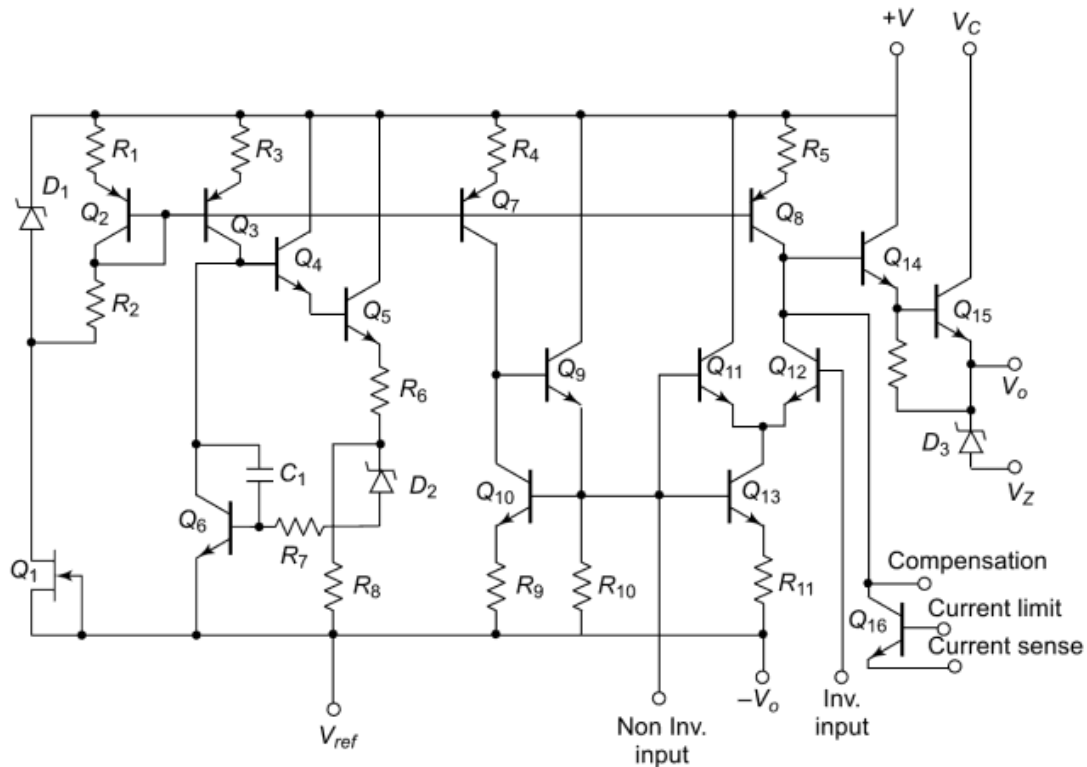 +V
V_C
R_1
R_3
R_4
R_5
D_1
Q_2
Q_3
Q_7
Q_8
Q_4
Q_14
R_2
Q_5
Q_15
Q_9
Q_11
Q_12
R_6
V_o
C_1
D_2
D_3
Q_10
Q_13
V_Z
Q_6
R_7
Q_1
R_8
R_9
R_10
R_11
Compensation
Q_16
Current limit
Current sense
V_ref
Non Inv.
input
–V_o
Inv.
input